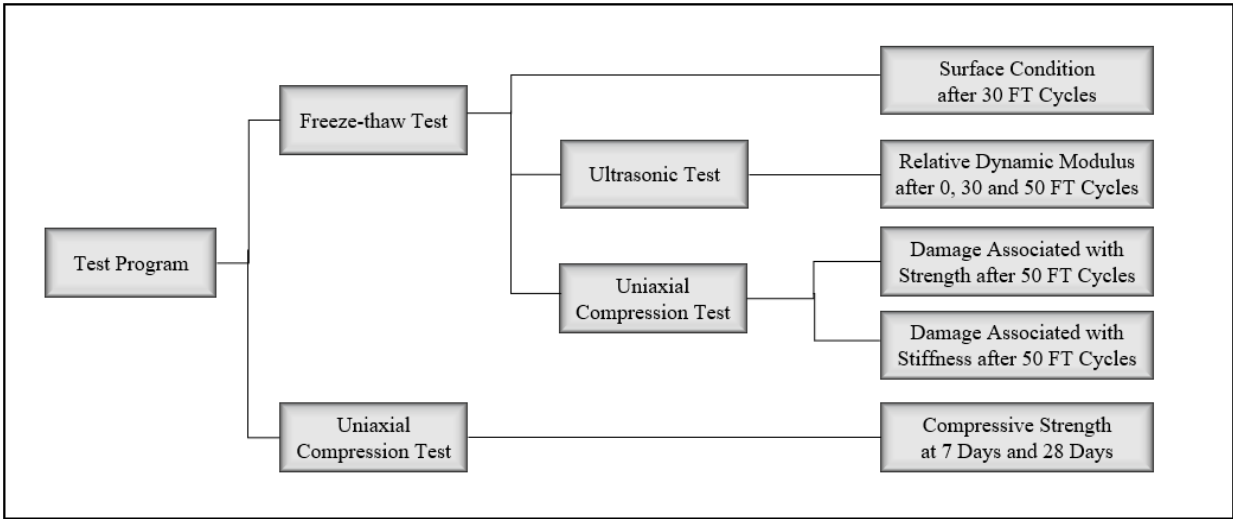 Test Program
Freeze-thaw Test
Surface Condition
after 30 FT Cycles
Ultrasonic Test
Relative Dynamic Modulus
after 0, 30 and 50 FT Cycles
Uniaxial
Compression Test
Damage Associated with
Strength after 50 FT Cycles
Damage Associated with
Stiffness after 50 FT Cycles
Uniaxial
Compression Test
Compressive Strength
at 7 Days and 28 Days